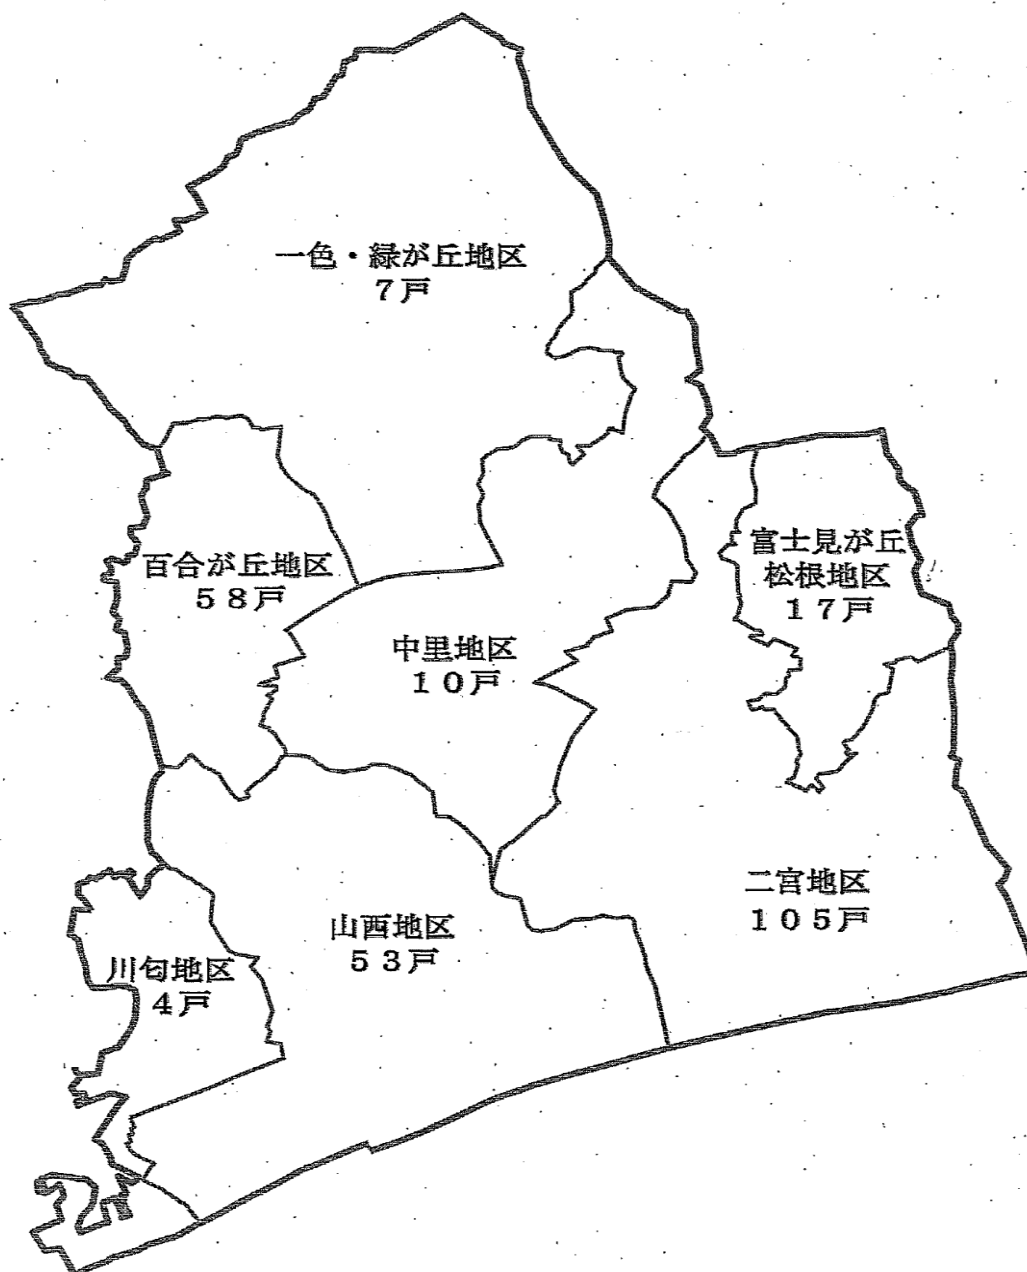 一色・緑が丘地区
７戸
百合が丘地区
５８戸
富士見が丘
松根地区
１７戸
中里地区
１０戸
二宮地区
１０５戸
山西地区
５３戸
川匂地区
４戸